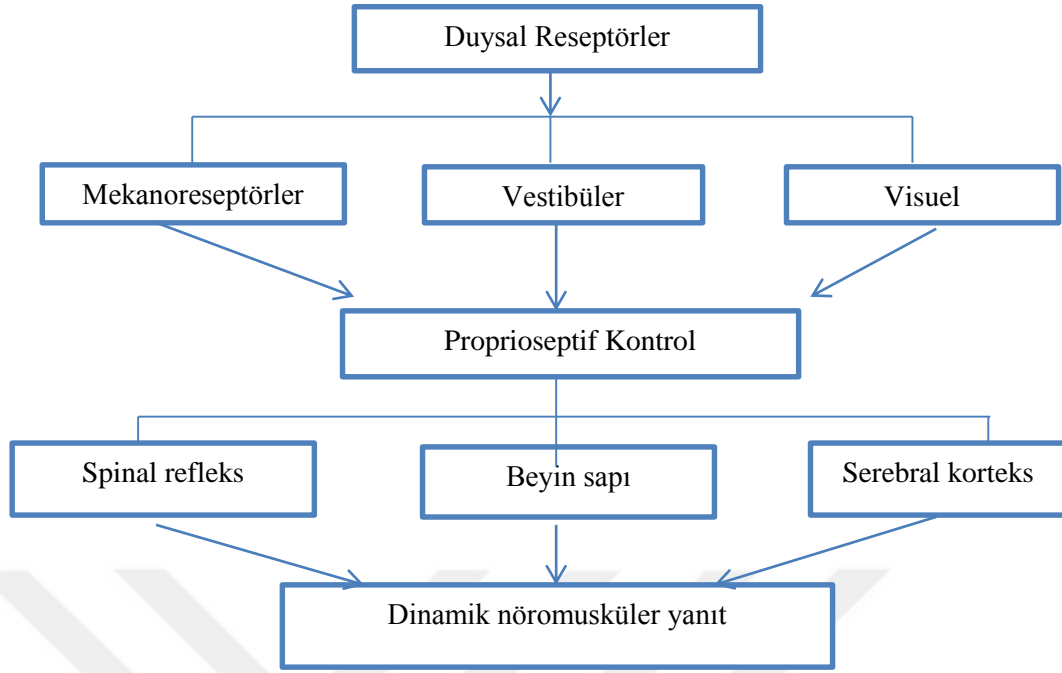 Duysal Reseptörler
Mekanoreseptörler
Vestibüler
Visuel
Proprioseptif Kontrol
Spinal refleks
Beyin sapı
Serebral korteks
Dinamik nöromusküler yanıt